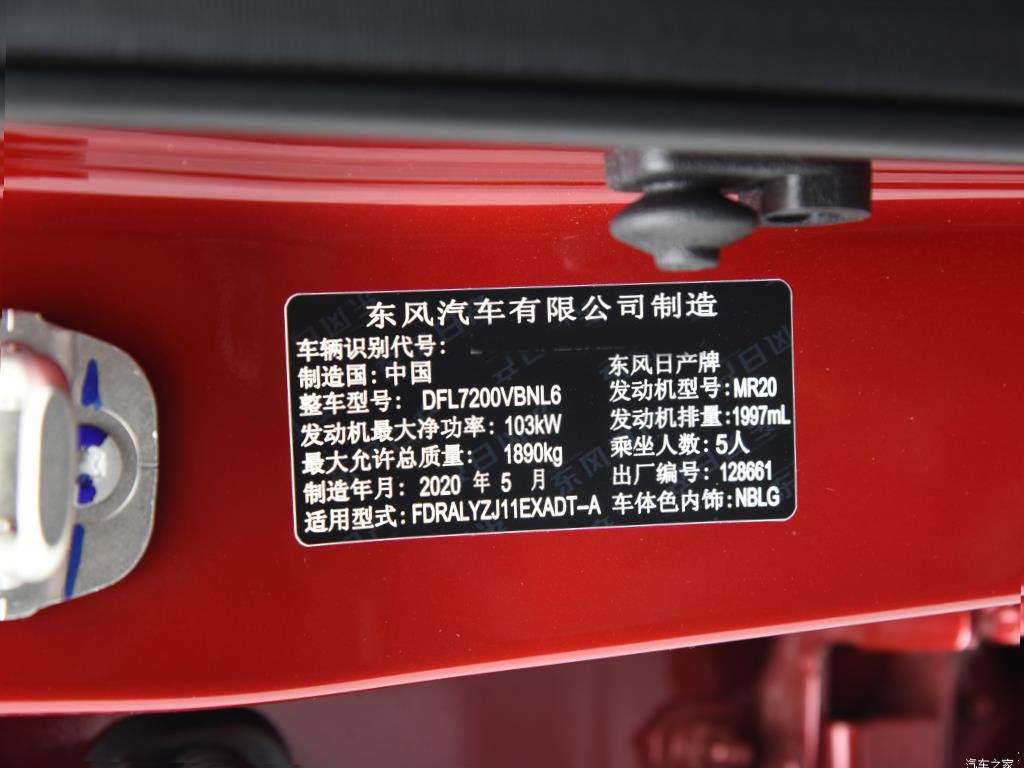 东风汽车有限公司制造
车辆识别代号：
制造国：中国 东风日产牌
整车型号： DFL7200VBNL6 发动机型号：MR20
发动机最大净功率：103kW 发动机排量：1997mL
最大允许总质量： 1890kg 乘坐人数：5人
制造年月：2020 年 5 月 出厂编号：128661
适用型式：FDRALYZJ11EXADT-A 车体色内饰：NBLG
汽车之家